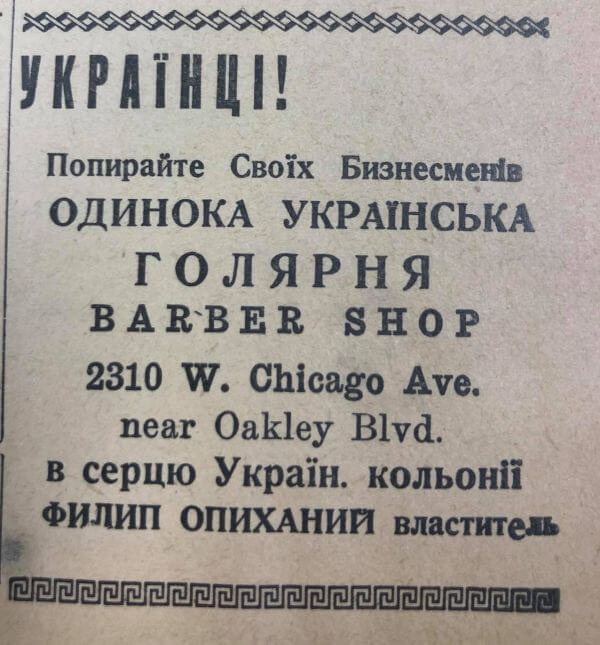 УКРАЇНЦІ!
Попирайте Своїх Бизнесменів
ОДИНОКА УКРАЇНСЬКА
ГОЛЯРНЯ
BARBER SHOP
2310 W. Chicago Ave.
near Oakley Blvd.
в серцю Україн. кольонії
ФИЛИП ОПИХАНИЙ властитель